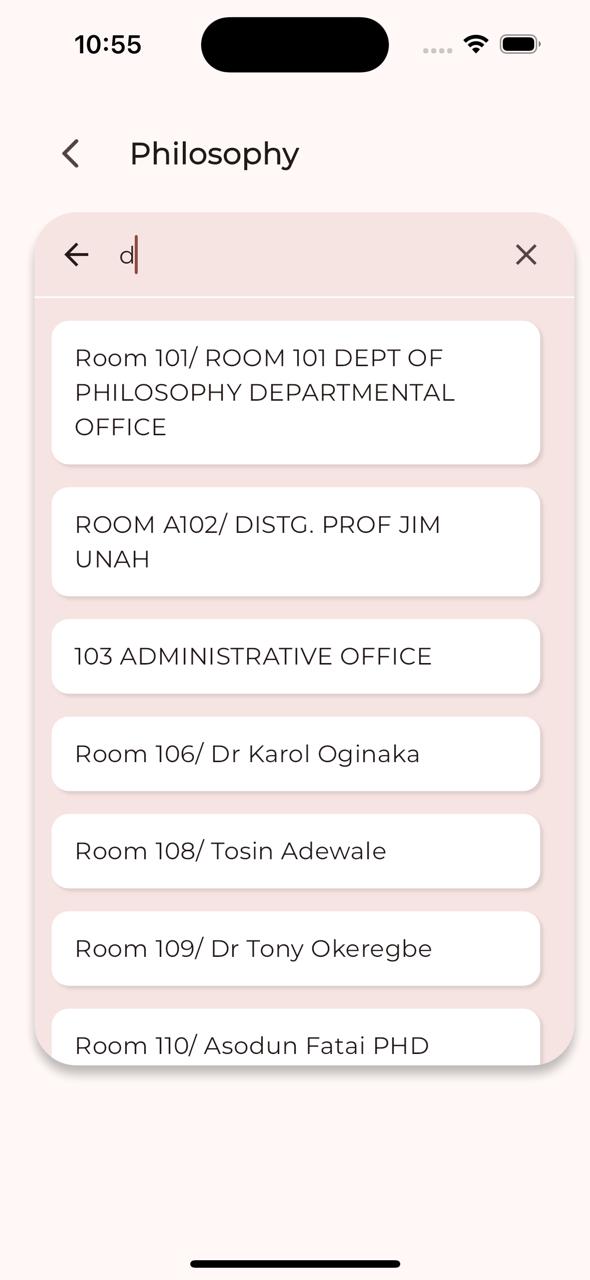 10:55
Philosophy
d
Room 101/ ROOM 101 DEPT OF
PHILOSOPHY DEPARTMENTAL
OFFICE
ROOM A102/ DISTG. PROF JIM
UNAH
103 ADMINISTRATIVE OFFICE
Room 106/ Dr Karol Oginaka
Room 108/ Tosin Adewale
Room 109/ Dr Tony Okeregbe
Room 110/ Asodun Fatai PHD